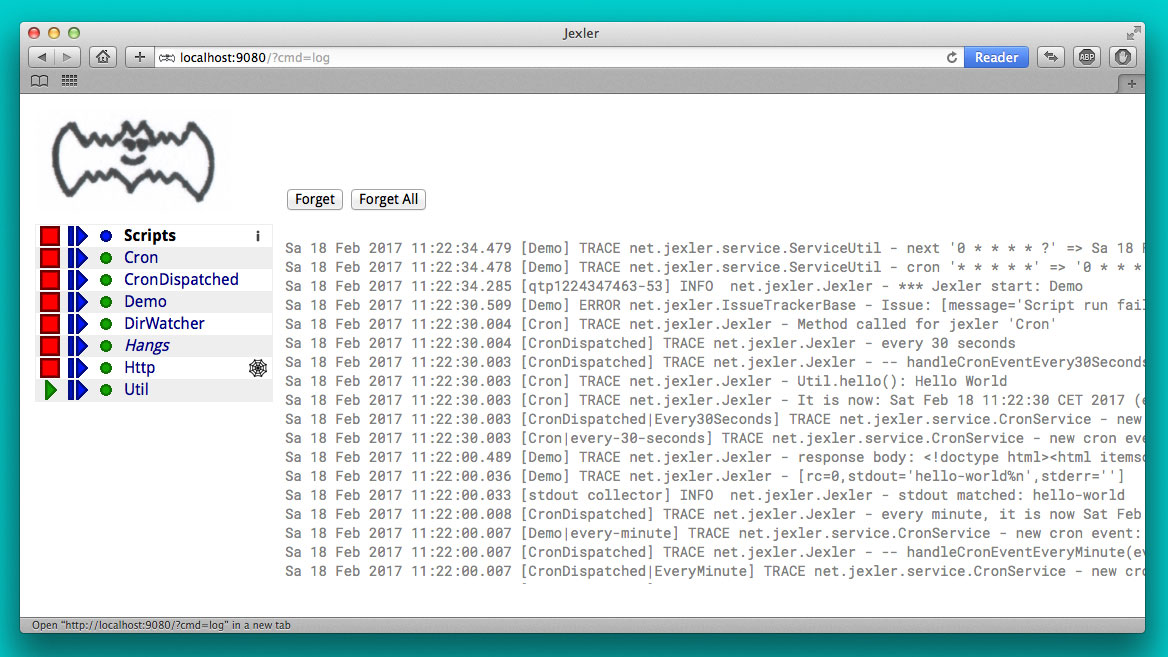 Jexler
localhost:9080/?cmd=log
Reader
ABP
Forget
Forget All
Scripts
i
Cron
CronDispatched
Demo
DirWatcher
Hangs
Http
Util
Sa 18 Feb 2017 11:22:34.479 [Demo] TRACE net.jexler.service.ServiceUtil - next '0 * * * * ?' => Sa 18
Sa 18 Feb 2017 11:22:34.478 [Demo] TRACE net.jexler.service.ServiceUtil - cron '* * * * *' => '0 * * *
Sa 18 Feb 2017 11:22:34.285 [qtp1224347463-53] INFO  net.jexler.Jexler - *** Jexler start: Demo
Sa 18 Feb 2017 11:22:30.509 [Demo] ERROR net.jexler.IssueTrackerBase - Issue: [message='Script run fail
Sa 18 Feb 2017 11:22:30.004 [Cron] TRACE net.jexler.Jexler - Method called for jexler 'Cron'
Sa 18 Feb 2017 11:22:30.004 [CronDispatched] TRACE net.jexler.Jexler - every 30 seconds
Sa 18 Feb 2017 11:22:30.003 [CronDispatched] TRACE net.jexler.Jexler - -- handleCronEventEvery30Seconds
Sa 18 Feb 2017 11:22:30.003 [Cron] TRACE net.jexler.Jexler - Util.hello(): Hello World
Sa 18 Feb 2017 11:22:30.003 [Cron] TRACE net.jexler.Jexler - It is now: Sat Feb 18 11:22:30 CET 2017 (e
Sa 18 Feb 2017 11:22:30.003 [CronDispatched|Every30Seconds] TRACE net.jexler.service.CronService - new
Sa 18 Feb 2017 11:22:30.003 [Cron|every-30-seconds] TRACE net.jexler.service.CronService - new cron eve
Sa 18 Feb 2017 11:22:00.489 [Demo] TRACE net.jexler.Jexler - response body: <!doctype html><html itemsc
Sa 18 Feb 2017 11:22:00.036 [Demo] TRACE net.jexler.Jexler - [rc=0,stdout='hello-world%n',stderr='']
Sa 18 Feb 2017 11:22:00.033 [stdout collector] INFO  net.jexler.Jexler - stdout matched: hello-world
Sa 18 Feb 2017 11:22:00.008 [CronDispatched] TRACE net.jexler.Jexler - every minute, it is now Sat Feb
Sa 18 Feb 2017 11:22:00.007 [Demo|every-minute] TRACE net.jexler.service.CronService - new cron event:
Sa 18 Feb 2017 11:22:00.007 [CronDispatched] TRACE net.jexler.Jexler - -- handleCronEventEveryMinute(ev
Sa 18 Feb 2017 11:22:00.007 [CronDispatched|EveryMinute] TRACE net.jexler.service.CronService - new cro
Open “http://localhost:9080/?cmd=log” in a new tab